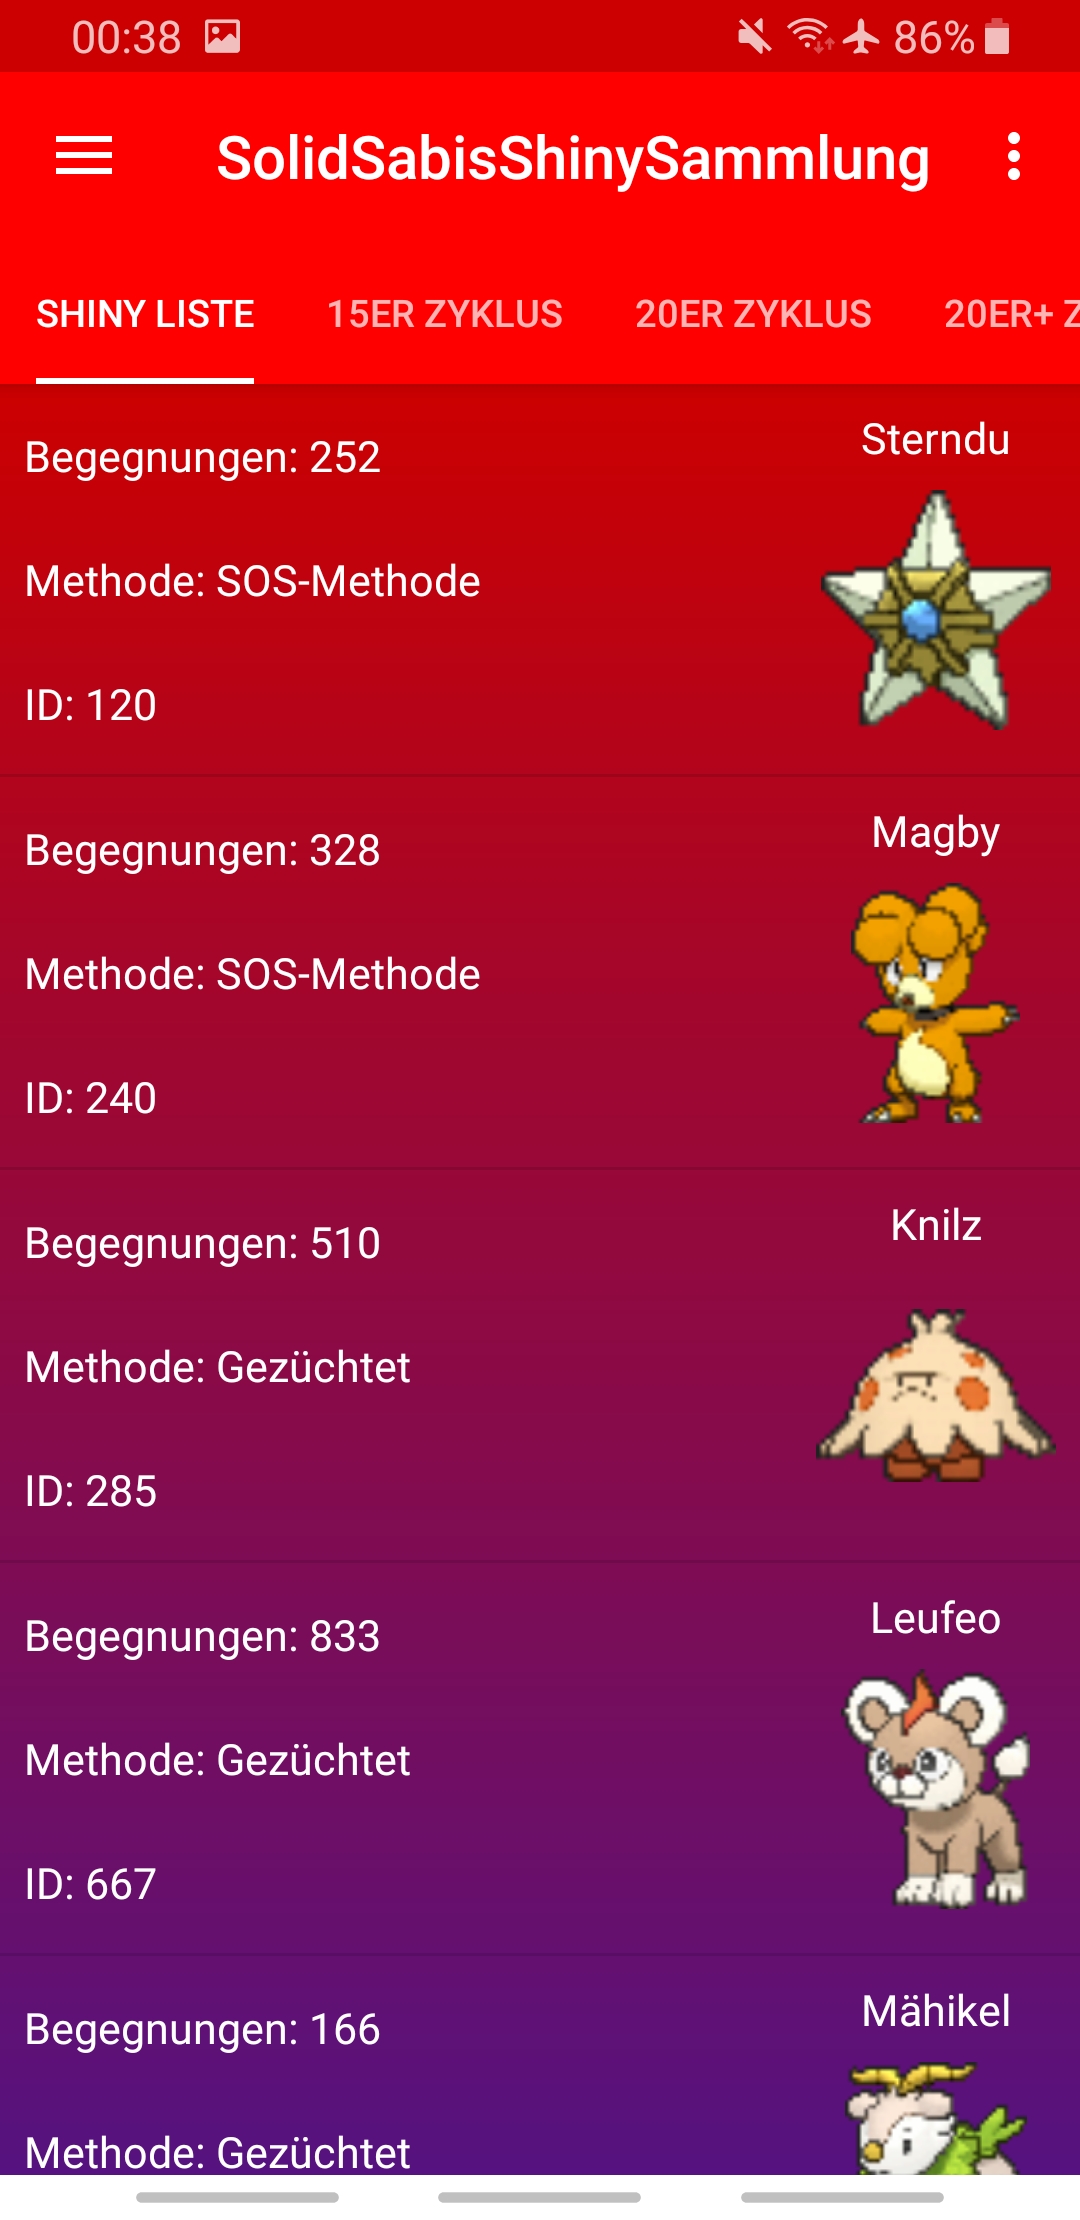 00:38 86%
SolidSabisShinySammlung
SHINY LISTE 15ER ZYKLUS 20ER ZYKLUS 20ER+ Z
Sterndu
Begegnungen: 252
Methode: SOS-Methode
ID: 120
Magby
Begegnungen: 328
Methode: SOS-Methode
ID: 240
Knilz
Begegnungen: 510
Methode: Gezüchtet
ID: 285
Leufeo
Begegnungen: 833
Methode: Gezüchtet
ID: 667
Mähikel
Begegnungen: 166
Methode: Gezüchtet